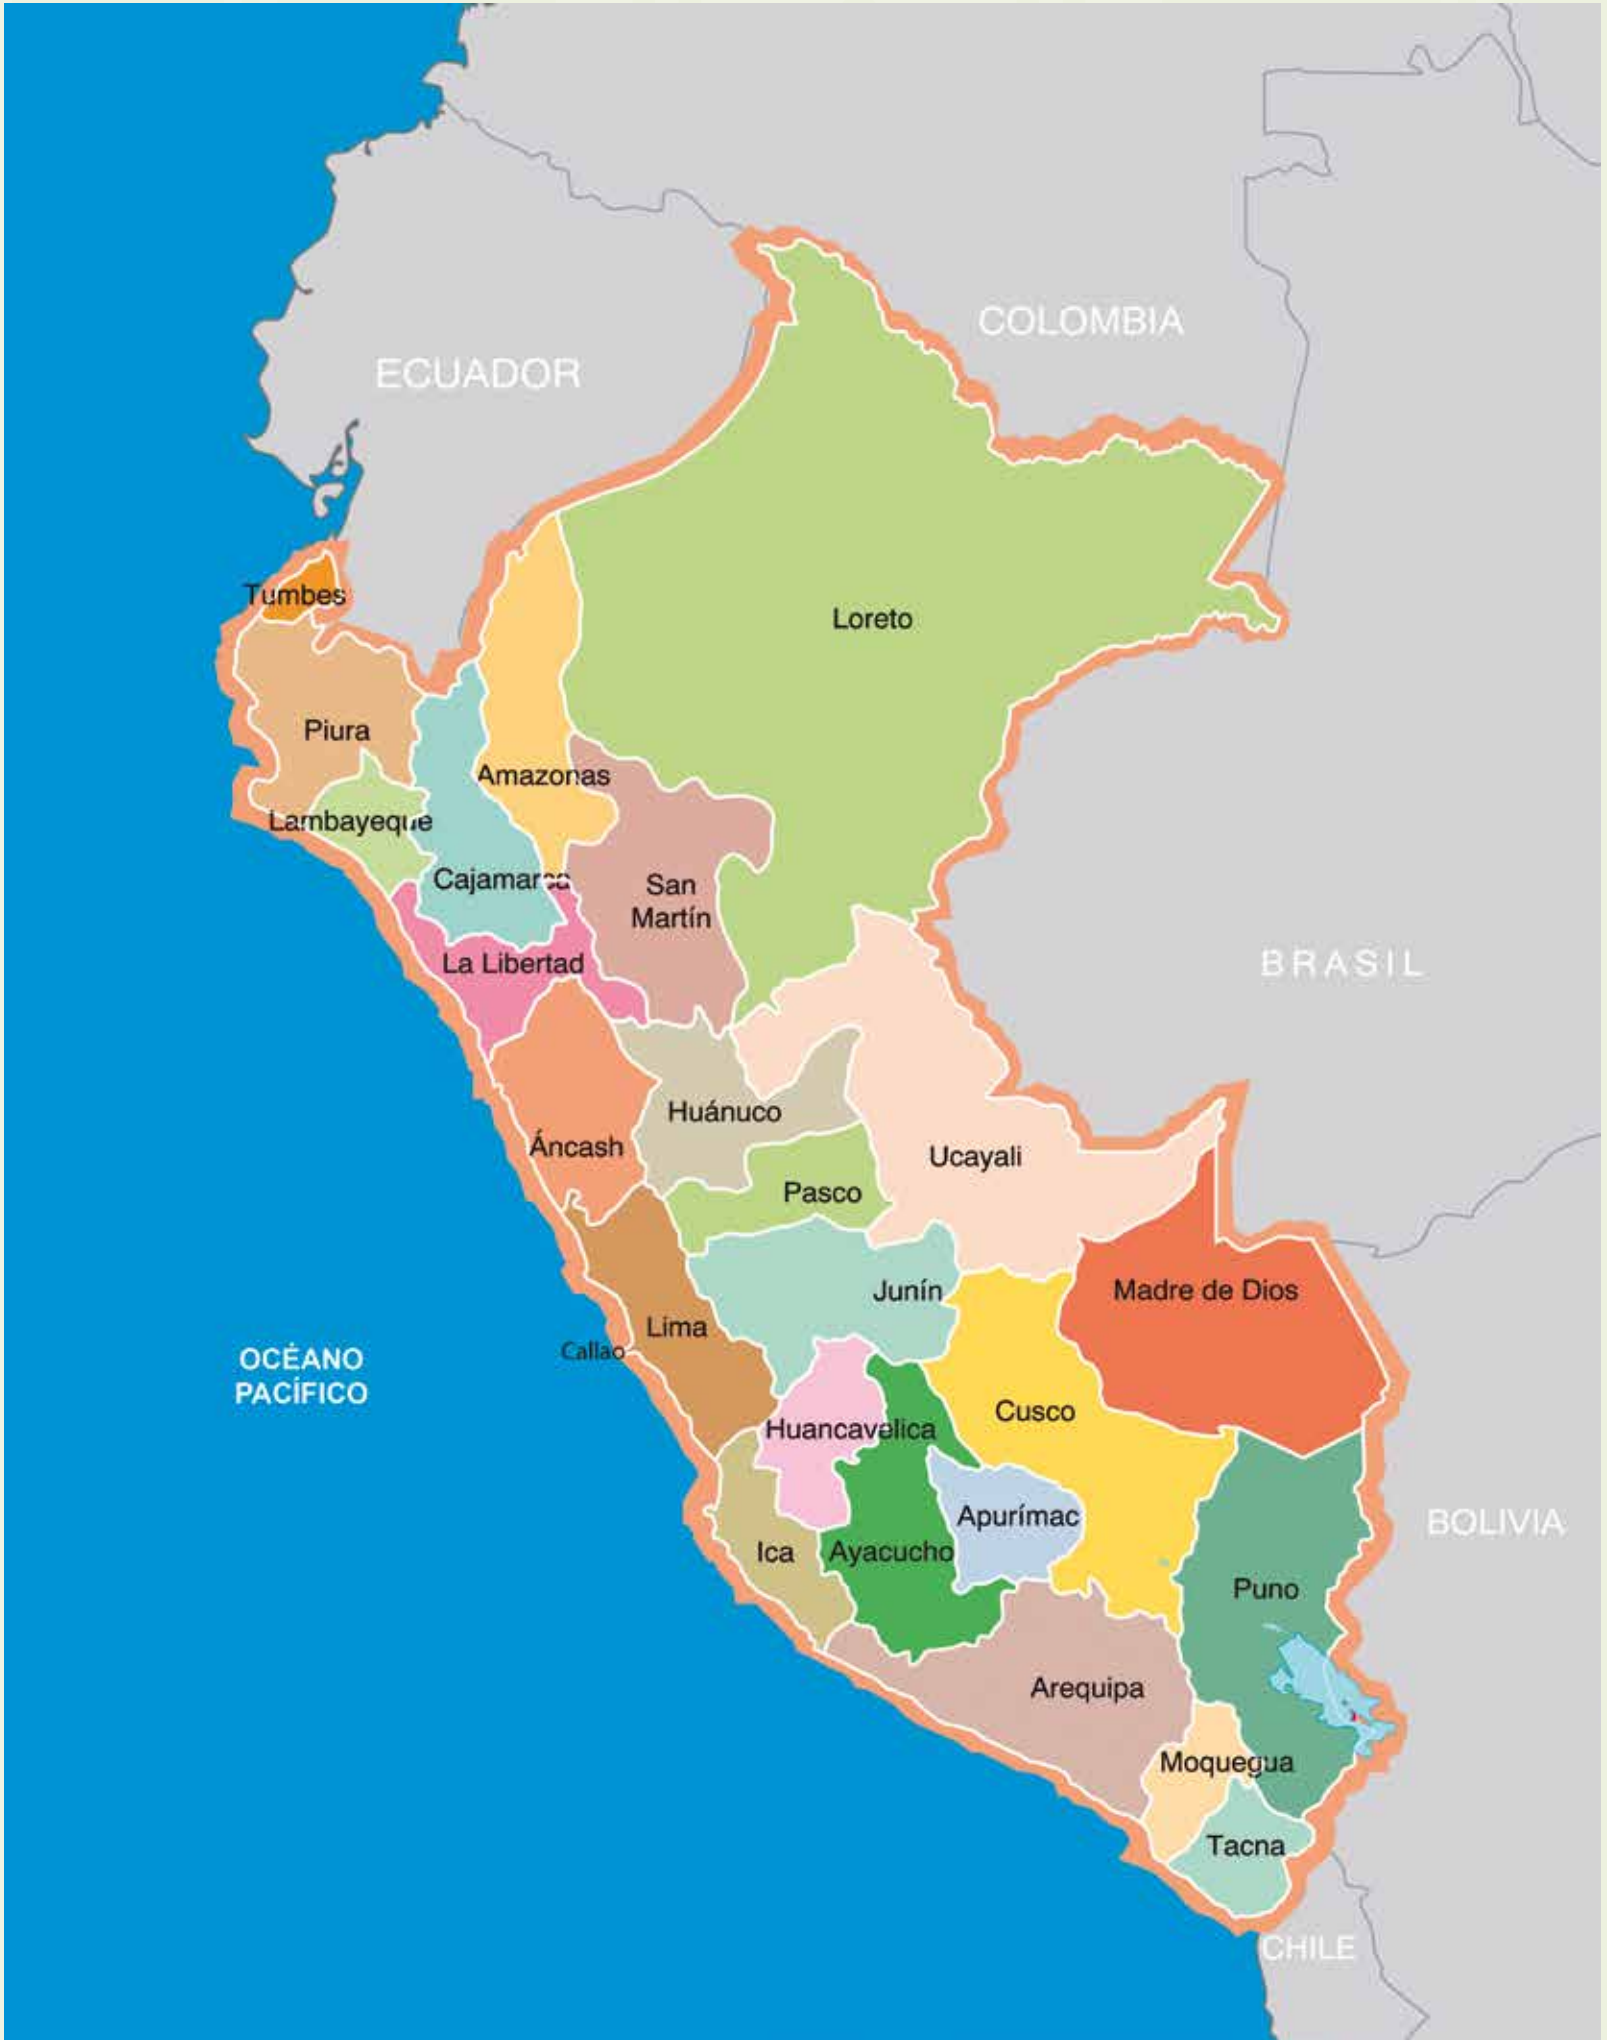 COLOMBIA
ECUADOR
Tumbes
Loreto
Piura
Amazonas
Lambayeque
Cajamarca
San
Martín
La Libertad
BRASIL
Huánuco
Áncash
Ucayali
Pasco
Junín
Madre de Dios
Lima
Callao
OCÉANO
PACÍFICO
Cusco
Huancavelica
Apurímac
BOLIVIA
Ica
Ayacucho
Puno
Arequipa
Moquegua
Tacna
CHILE